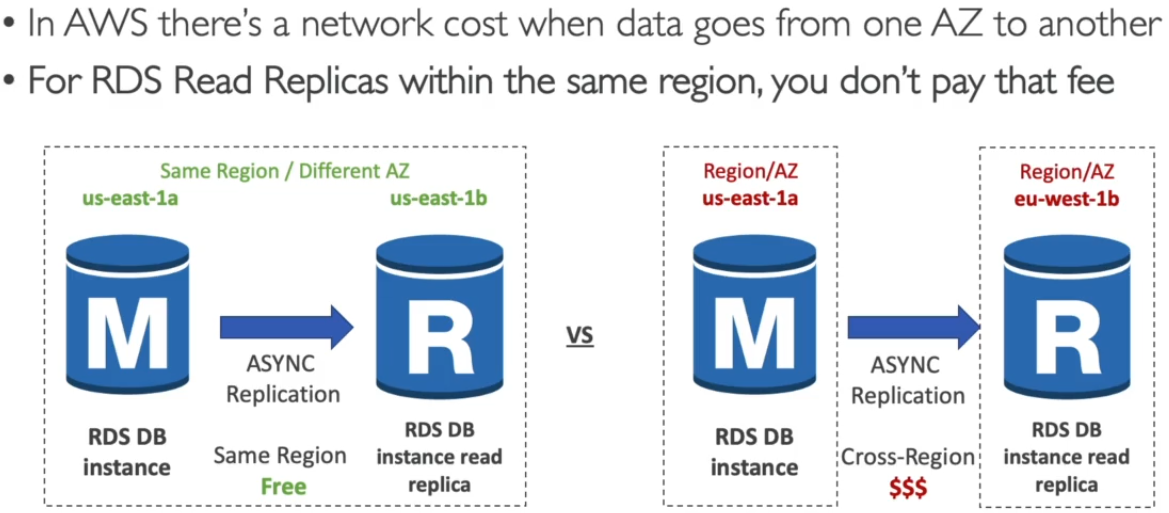 • In AWS there’s a network cost when data goes from one AZ to another
• For RDS Read Replicas within the same region, you don’t pay that fee
Same Region / Different AZ
us-east-1a
us-east-1b
M
R
ASYNC
Replication
RDS DB
instance
Same Region
Free
RDS DB
instance read
replica
vs
Region/AZ
us-east-1a
Region/AZ
eu-west-1b
M
R
ASYNC
Replication
RDS DB
instance
Cross-Region
$$$
RDS DB
instance read
replica